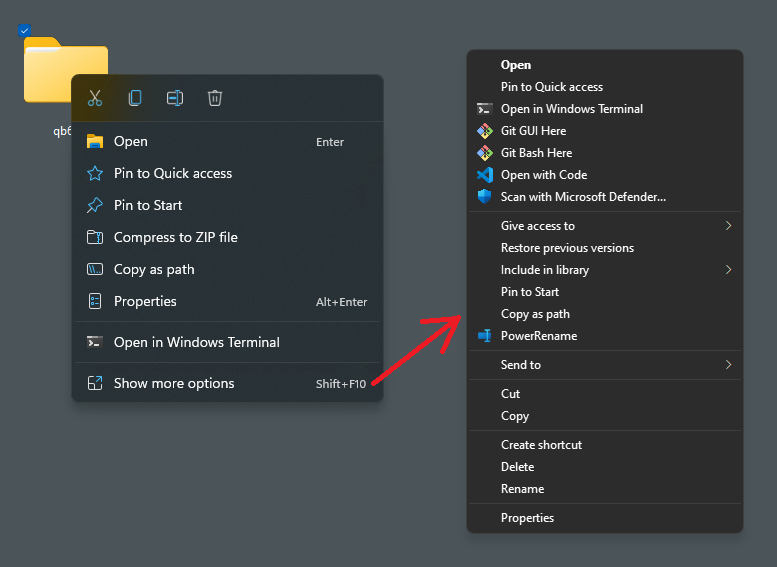 Open Enter
Pin to Quick access
Pin to Start
Compress to ZIP file
Copy as path
Properties Alt+Enter
Open in Windows Terminal
Show more options Shift+F10
Open
Pin to Quick access
Open in Windows Terminal
Git GUI Here
Git Bash Here
Open with Code
Scan with Microsoft Defender...
Give access to
Restore previous versions
Include in library
Pin to Start
Copy as path
PowerRename
Send to
Cut
Copy
Create shortcut
Delete
Rename
Properties